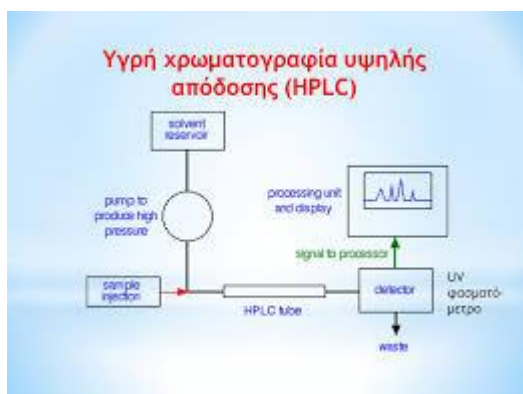 Υγρή χρωματογραφία υψηλής
απόδοσης (HPLC)
solvent
reservoir
pump to
produce high
pressure
processing unit
and display
signal to processor
sample
injection
HPLC tube
detector
UV
φασματό-
μετρο
waste